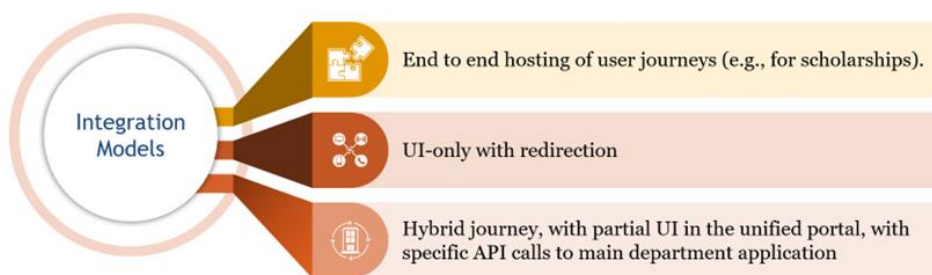 Integration
Models
End to end hosting of user journeys (e.g., for scholarships).
UI-only with redirection
Hybrid journey, with partial UI in the unified portal, with
specific API calls to main department application